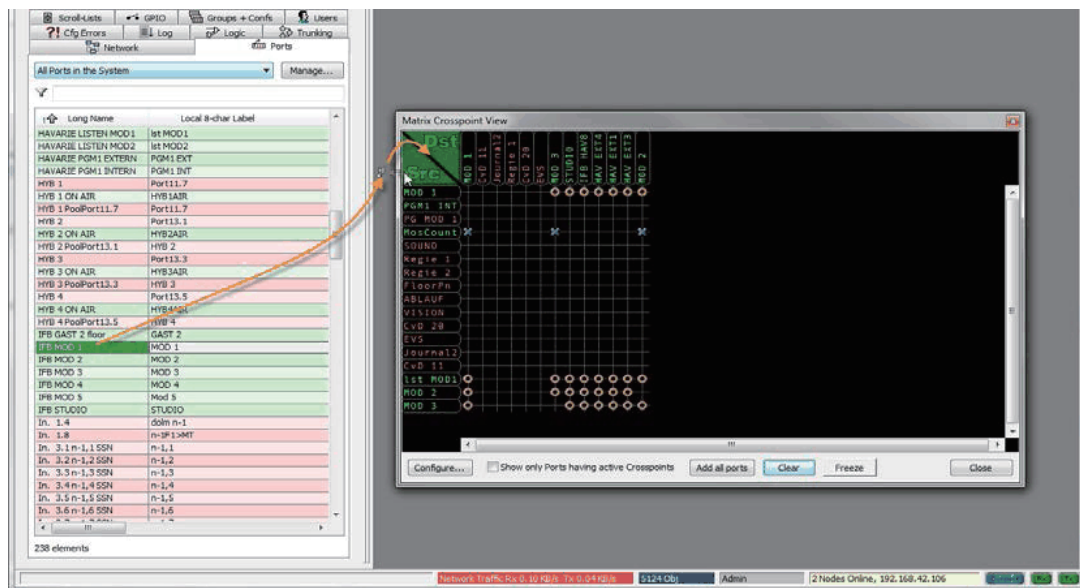 Scroll-Lists GPIO Groups + Confs Users
Cfg Errors Log Logic Trunking
Network Ports
All Ports in the System Manage...
Long Name Local 8-char Label
HAVARIE LISTEN MOD1 lst MOD1
HAVARIE LISTEN MOD2 lst MOD2
HAVARIE PGM1 EXTERN PGM1 EXT
HAVARIE PGM1 INTERN PGM1 INT
HYB 1 Port11.7
HYB 1 ON AIR HYB1AIR
HYB 1 PoolPort11.7 Port11.7
HYB 2 Port13.1
HYB 2 ON AIR HYB2AIR
HYB 2 PoolPort13.1 HYB 2
HYB 3 Port13.3
HYB 3 ON AIR HYB3AIR
HYB 3 PoolPort13.3 HYB 3
HYB 4 Port13.5
HYB 4 ON AIR HYB4AIR
HYB 4 PoolPort13.5 HYB 4
IFB GAST 2 floor GAST 2
IFB MOD 1 MOD 1
IFB MOD 2 MOD 2
IFB MOD 3 MOD 3
IFB MOD 4 MOD 4
IFB MOD 5 Mod 5
IFB STUDIO STUDIO
In. 1.4 dolm n-1
In. 1.8 n-1F1>MT
In. 3.1 n-1,1 SSN n-1,1
In. 3.2 n-1,2 SSN n-1,2
In. 3.3 n-1,3 SSN n-1,3
In. 3.4 n-1,4 SSN n-1,4
In. 3.5 n-1,5 SSN n-1,5
In. 3.6 n-1,6 SSN n-1,6
238 elements
Matrix Crosspoint View
Dst
Src
MOD 1
CvD 11
Journal2
Regie 1
CvD 20
EVS
MOD 3
STUDIO
IFB HAV8
HAV EXT4
HAV EXT1
HAV EXT3
MOD 2
MOD 1
PGM1 INT
PG MOD 1
MosCount
SOUND
Regie 1
Regie 2
FloorPn
ABLAUF
VISION
CvD 20
EVS
Journal2
CvD 11
lst MOD1
MOD 2
MOD 3
Configure... Show only Ports having active Crosspoints Add all ports Clear Freeze Close
Network Traffic Rx 0.10 KB/s Tx 0.04 KB/s 5124 Obj Admin 2 Nodes Online, 192.168.42.106